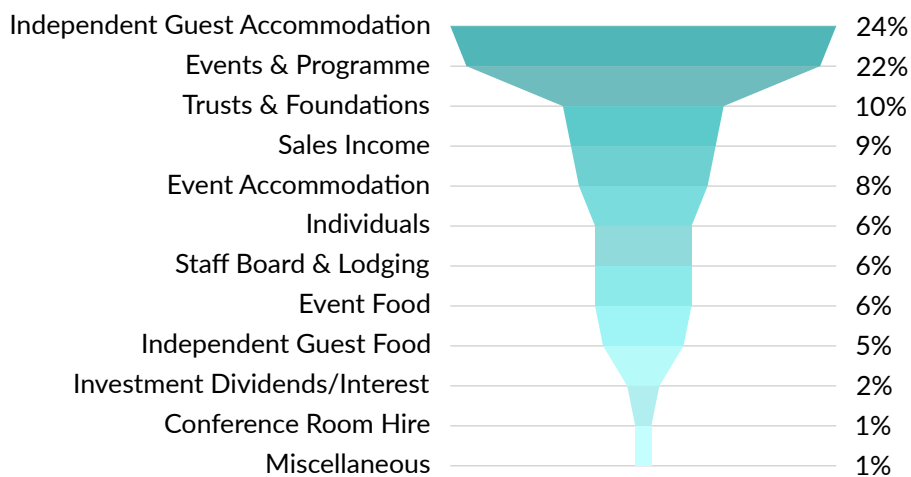 Independent Guest Accommodation 24%
Events & Programme 22%
Trusts & Foundations 10%
Sales Income 9%
Event Accommodation 8%
Individuals 6%
Staff Board & Lodging 6%
Event Food 6%
Independent Guest Food 5%
Investment Dividends/Interest 2%
Conference Room Hire 1%
Miscellaneous 1%